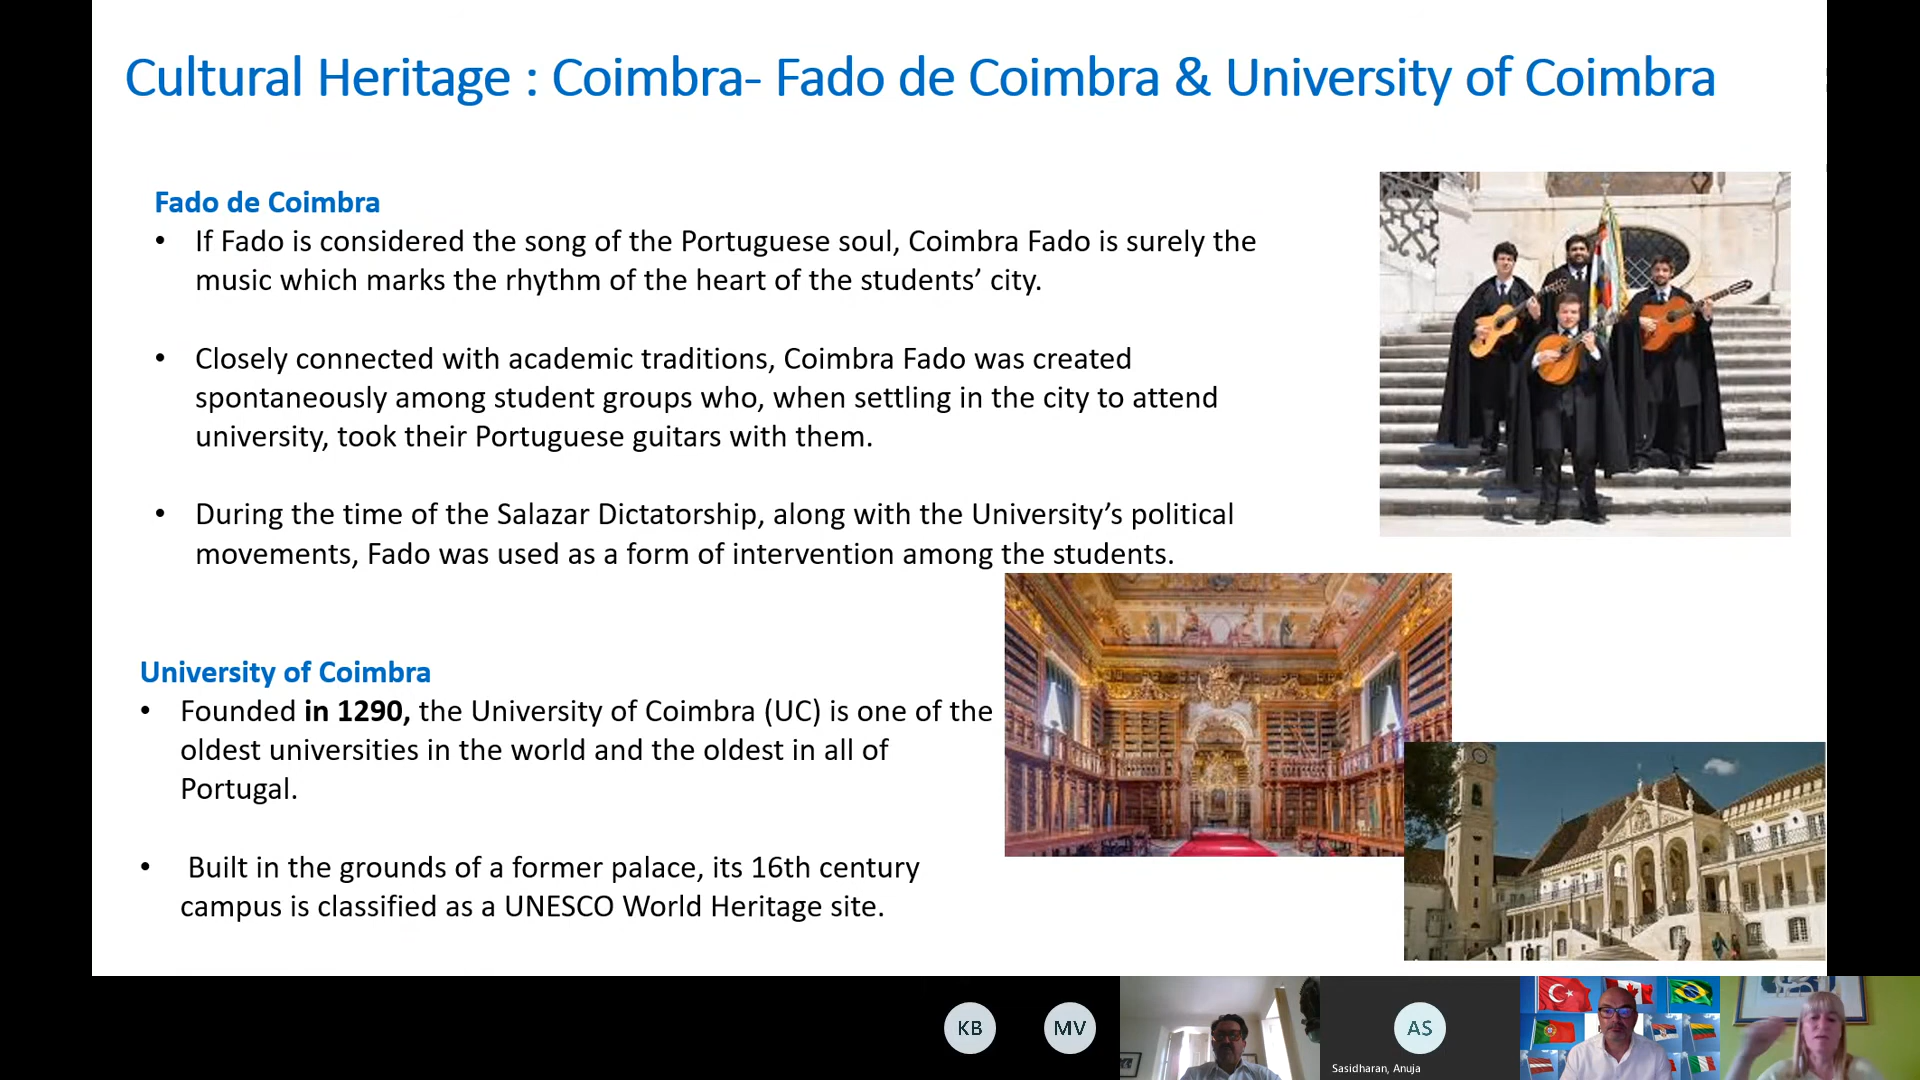 Cultural Heritage : Coimbra- Fado de Coimbra & University of Coimbra
Fado de Coimbra
• If Fado is considered the song of the Portuguese soul, Coimbra Fado is surely the
music which marks the rhythm of the heart of the students’ city.
• Closely connected with academic traditions, Coimbra Fado was created
spontaneously among student groups who, when settling in the city to attend
university, took their Portuguese guitars with them.
• During the time of the Salazar Dictatorship, along with the University’s political
movements, Fado was used as a form of intervention among the students.
University of Coimbra
• Founded in 1290, the University of Coimbra (UC) is one of the
oldest universities in the world and the oldest in all of
Portugal.
• Built in the grounds of a former palace, its 16th century
campus is classified as a UNESCO World Heritage site.
KB
MV
AS
Sasidharan, Anuja